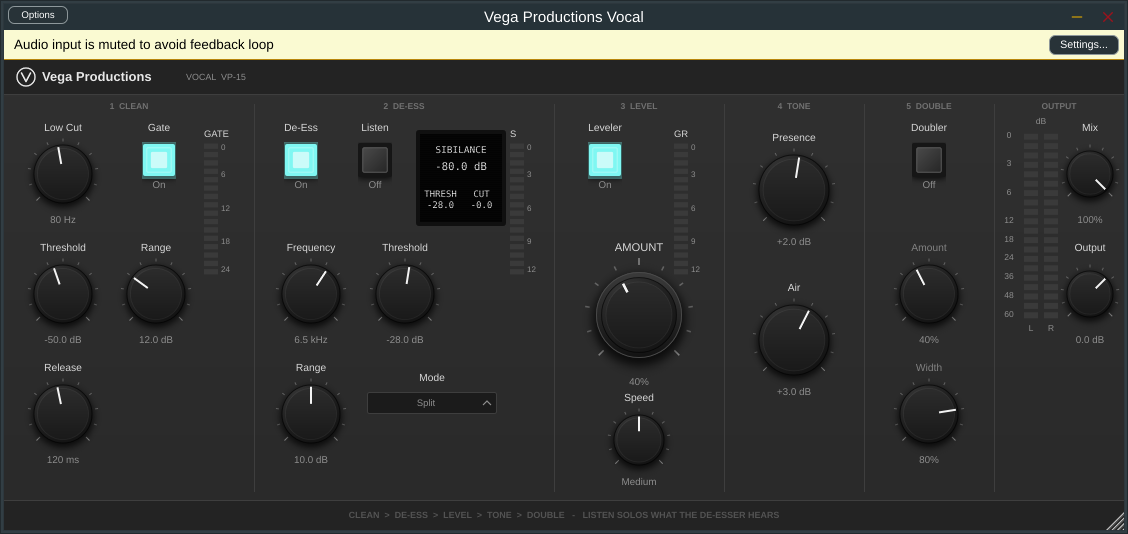 Options
Vega Productions Vocal
Audio input is muted to avoid feedback loop
Settings...
Vega Productions
VOCAL VP-15
1 CLEAN
2 DE-ESS
3 LEVEL
4 TONE
5 DOUBLE
OUTPUT
Low Cut
80 Hz
Gate
On
GATE
0
6
12
18
24
Threshold
-50.0 dB
Range
12.0 dB
Release
120 ms
De-Ess
On
Listen
Off
SIBILANCE
-80.0 dB
THRESH CUT
-28.0 -0.0
S
0
3
6
9
12
Frequency
6.5 kHz
Threshold
-28.0 dB
Range
10.0 dB
Mode
Split
Leveler
On
GR
0
3
6
9
12
AMOUNT
40%
Speed
Medium
Presence
+2.0 dB
Air
+3.0 dB
Doubler
Off
Amount
40%
Width
80%
dB
0
3
6
12
18
24
36
48
60
L R
Mix
100%
Output
0.0 dB
CLEAN > DE-ESS > LEVEL > TONE > DOUBLE - LISTEN SOLOS WHAT THE DE-ESSER HEARS